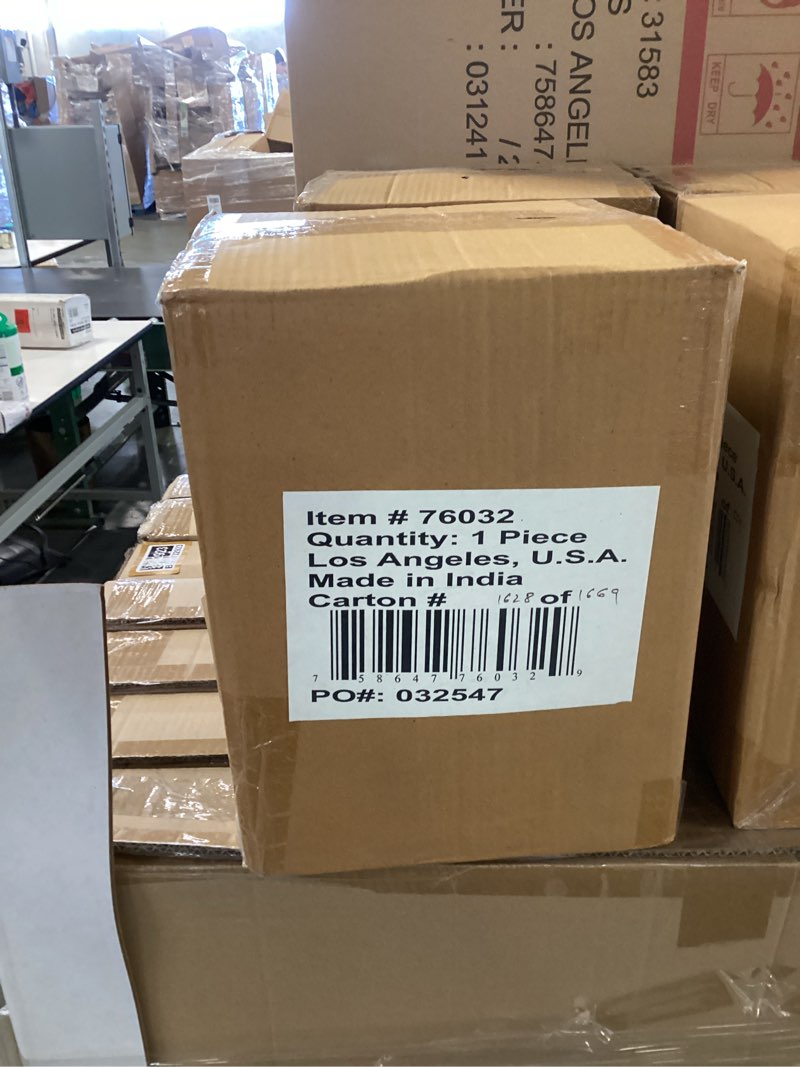 : 31583
S
OS ANGEL
: 758647
ER :
: 031241
KEEP DRY
Item # 76032
Quantity: 1 Piece
Los Angeles, U.S.A.
Made in India
Carton # 1628 of 1669
7 58647 76032 9
PO#: 032547
U.S.A.